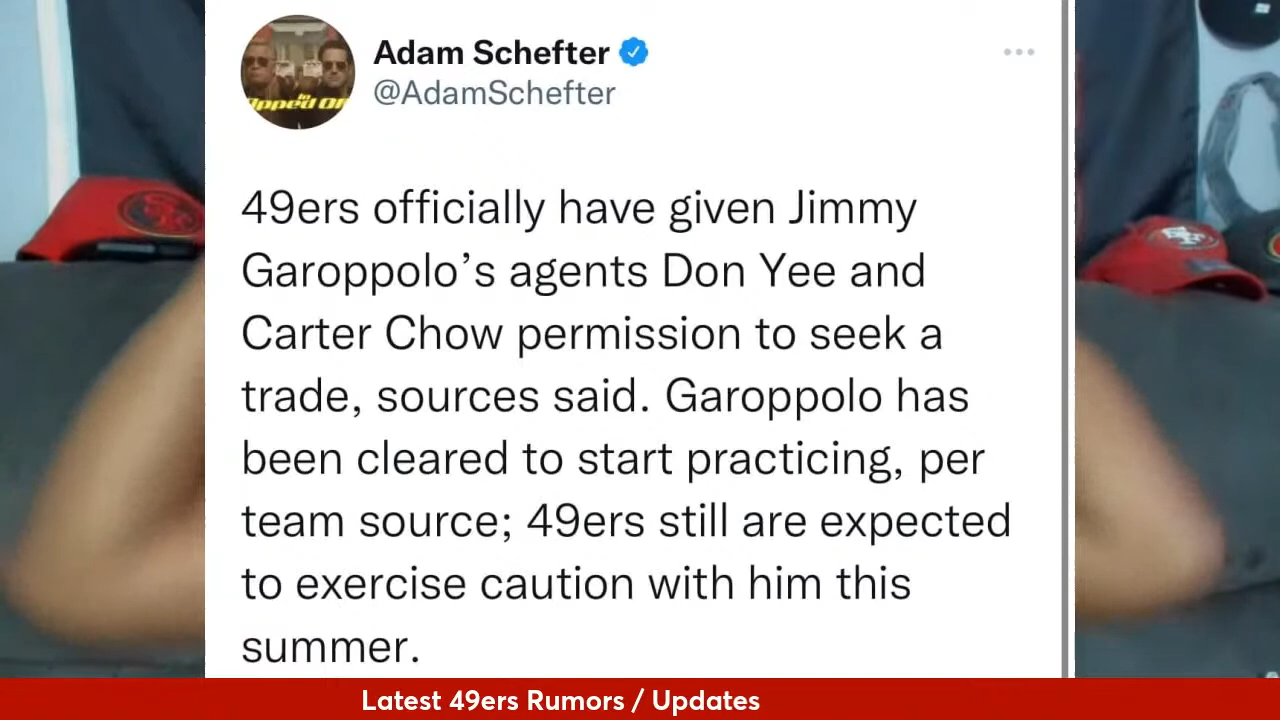 Adam Schefter
@AdamSchefter
49ers officially have given Jimmy
Garoppolo’s agents Don Yee and
Carter Chow permission to seek a
trade, sources said. Garoppolo has
been cleared to start practicing, per
team source; 49ers still are expected
to exercise caution with him this
summer.
Latest 49ers Rumors / Updates